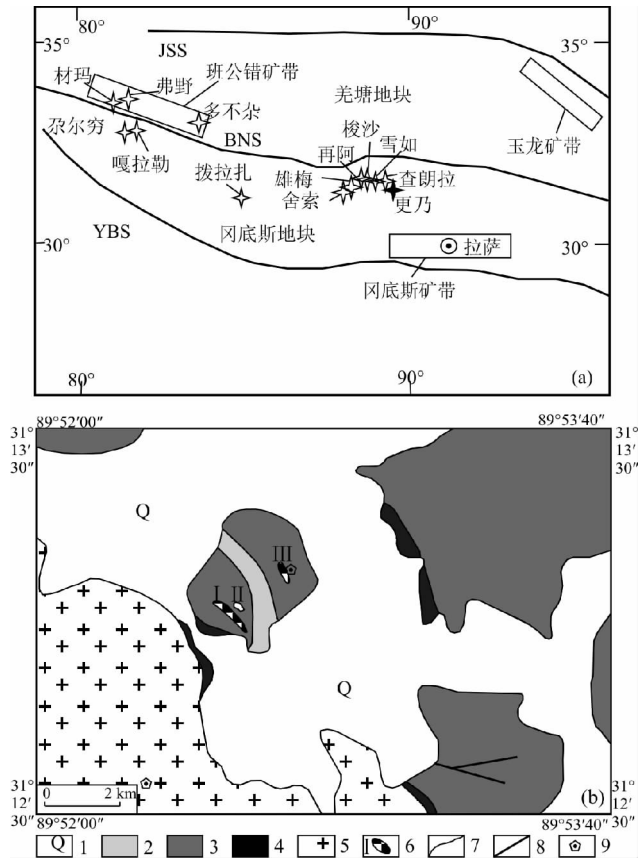 80°
90°
35°
35°
JSS
材玛
弗野
班公错矿带
多不杂
羌塘地块
玉龙矿带
尕尔穷
嘎拉勒
BNS
梭沙
雪如
再阿
拨拉扎
雄梅
查朗拉
舍索
更乃
30°
YBS
冈底斯地块
拉萨
30°
冈底斯矿带
80°
90°
(a)
89°52′00″
89°53′40″
31°
13′
30″
31°
13′
30″
Q
III
I
II
Q
31°
12′
30″
0
2 km
(b)
31°
12′
30″
89°52′00″
89°53′40″
Q
1
2
3
4
5
I
6
7
8
9